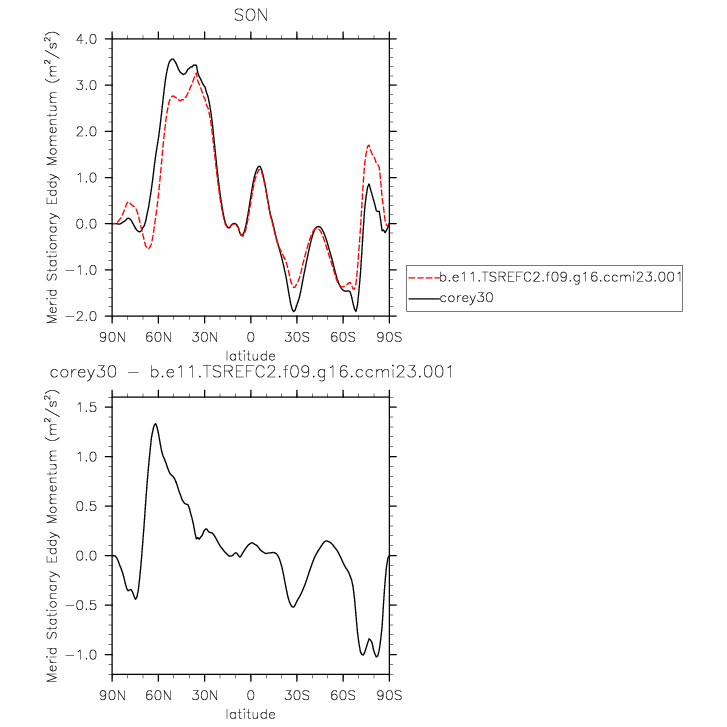 SON
Merid Stationary Eddy Momentum (m²/s²)
4.0
3.0
2.0
1.0
0.0
−1.0
−2.0
90N 60N 30N 0 30S 60S 90S
latitude
b.e11.TSREFC2.f09.g16.ccmi23.001
corey30
corey30 − b.e11.TSREFC2.f09.g16.ccmi23.001
Merid Stationary Eddy Momentum (m²/s²)
1.5
1.0
0.5
0.0
−0.5
−1.0
90N 60N 30N 0 30S 60S 90S
latitude